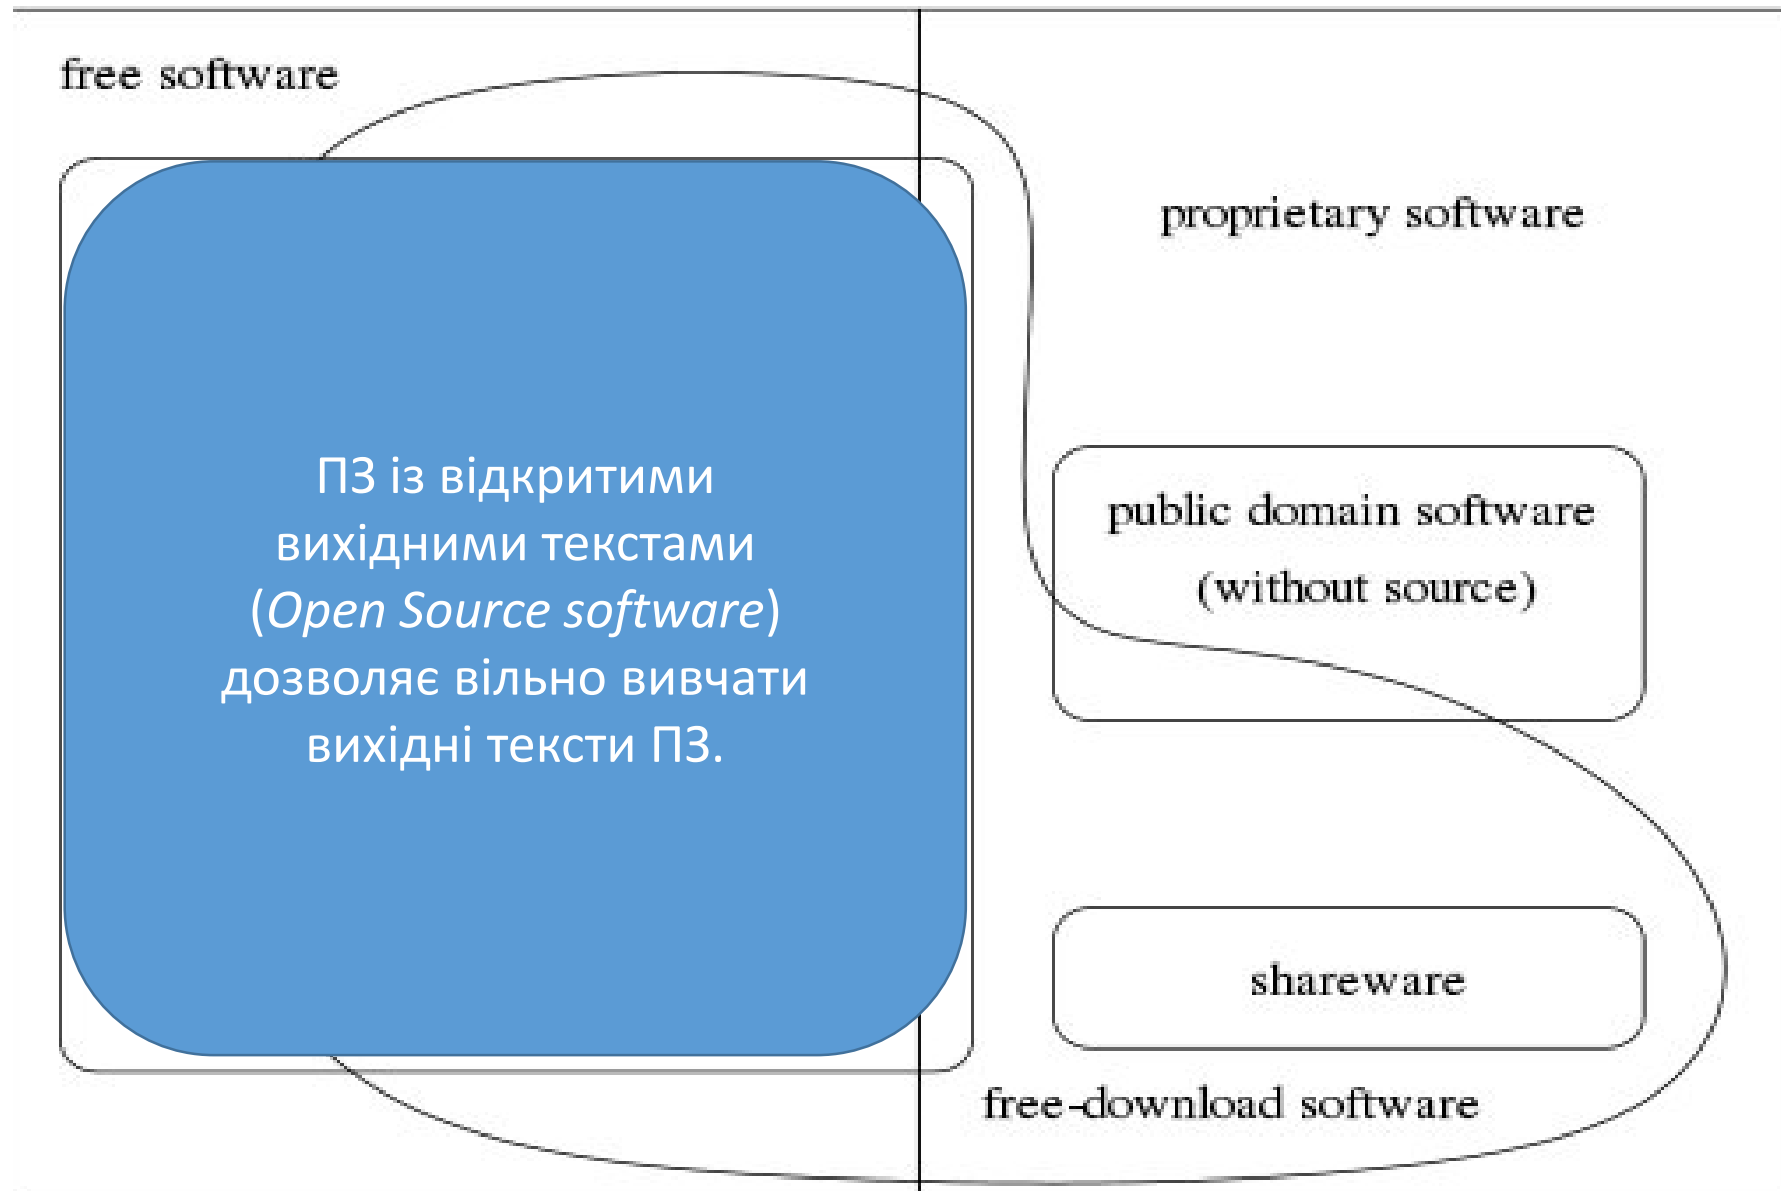 free software
proprietary software
ПЗ із відкритими
вихідними текстами
(Open Source software)
дозволяє вільно вивчати
вихідні тексти ПЗ.
public domain software
(without source)
shareware
free-download software